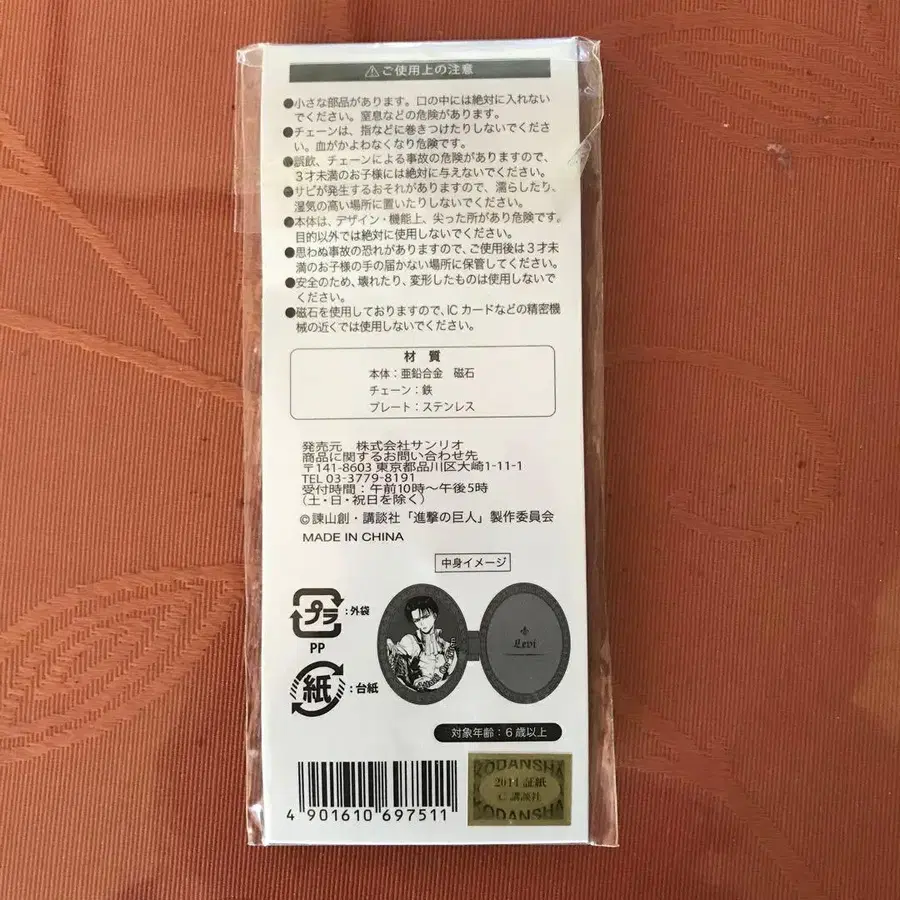 ⚠ご使用上の注意
●小さな部品があります。口の中には絶対に入れない
でください。窒息などの危険があります。
●チェーンは、指などに巻きつけたりしないでくださ
い。血がかよわなくなり危険です。
●誤飲、チェーンによる事故の危険がありますので、
3才未満のお子様には絶対に与えないでください。
●サビが発生するおそれがありますので、濡らしたり、
湿気の高い場所に置いたりしないでください。
●本体は、デザイン・機能上、尖った所があり危険です。
目的以外では絶対に使用しないでください。
●思わぬ事故の恐れがありますので、ご使用後は3才未
満のお子様の手の届かない場所に保管してください。
●安全のため、壊れたり、変形したものは使用しないで
ください。
●磁石を使用しておりますので、ICカードなどの精密機
械の近くでは使用しないでください。
材 質
本体:亜鉛合金 磁石
チェーン:鉄
プレート:ステンレス
発売元 株式会社サンリオ
商品に関するお問い合わせ先
〒141-8603 東京都品川区大崎1-11-1
TEL 03-3779-8191
受付時間:午前10時〜午後5時
(土・日・祝日を除く)
©諫山創・講談社「進撃の巨人」製作委員会
MADE IN CHINA
中身イメージ
プラ:外袋
PP
紙:台紙
Levi
対象年齢:6歳以上
4 901610 697511
KODANSHA
2014 証紙
© 講談社
KODANSHA